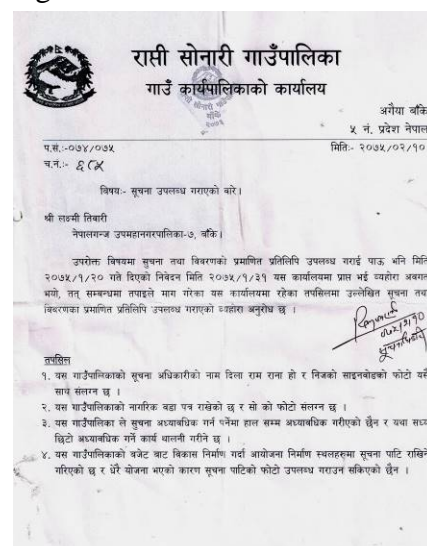 राप्ती सोनारी गाउँपालिका
गाउँ कार्यपालिकाको कार्यालय
अगैया बाँके
५ नं. प्रदेश नेपाल
प.सं.:-०७४/०७५
मितिः- २०७५/०२/१०
च.नं.:-
विषयः- सूचना उपलब्ध गराएको बारे।
श्री लक्ष्मी तिवारी
नेपालगन्ज उपमहानगरपालिका-७, बाँके।
उपरोक्त विषयमा सुचना तथा विवरणको प्रमाणित प्रतिलिपि उपलब्ध गराई पाऊ भनि मिति
२०७५/१/२० गते दिएको निवेदन मिति २०७५/१/३१ यस कार्यालयमा प्राप्त भई व्यहोरा अवगत
भयो, तत् सम्बन्धमा तपाइले माग गरेका यस कार्यालयमा रहेका तपसिलमा उल्लेखित सुचना तथ
विवरणका प्रमाणित प्रतिलिपि उपलब्ध गराएको व्यहोरा अनुरोध छ ।
तपसिल
१. यस गाउँपालिकाको सुचना अधिकारीको नाम दिला राम राना हो र निजको साइनबोडको फोटो यसै
साथ संलग्न छ ।
२. यस गाउँपालिकाको नागरिक वडा पत्र राखेको छ र सो को फोटो संलग्न छ ।
३. यस गाउँपालिका ले सुचना अध्यावधिक गर्न पर्नेमा हाल सम्म अध्यावधिक गरीएको छैन र यथा सध्य
छिटो अध्यावधिक गर्ने कार्य थालनी गरीने छ ।
४. यस गाउँपालिकाको बजेट बाट विकास निर्माण गर्दा आयोजना निर्माण स्थलहरुमा सूचना पाटि राखिने
गरिएको छ र धेरै योजना भएको कारण सूचना पाटिको फोटो उपलब्ध गराउन सकिएको छैन ।